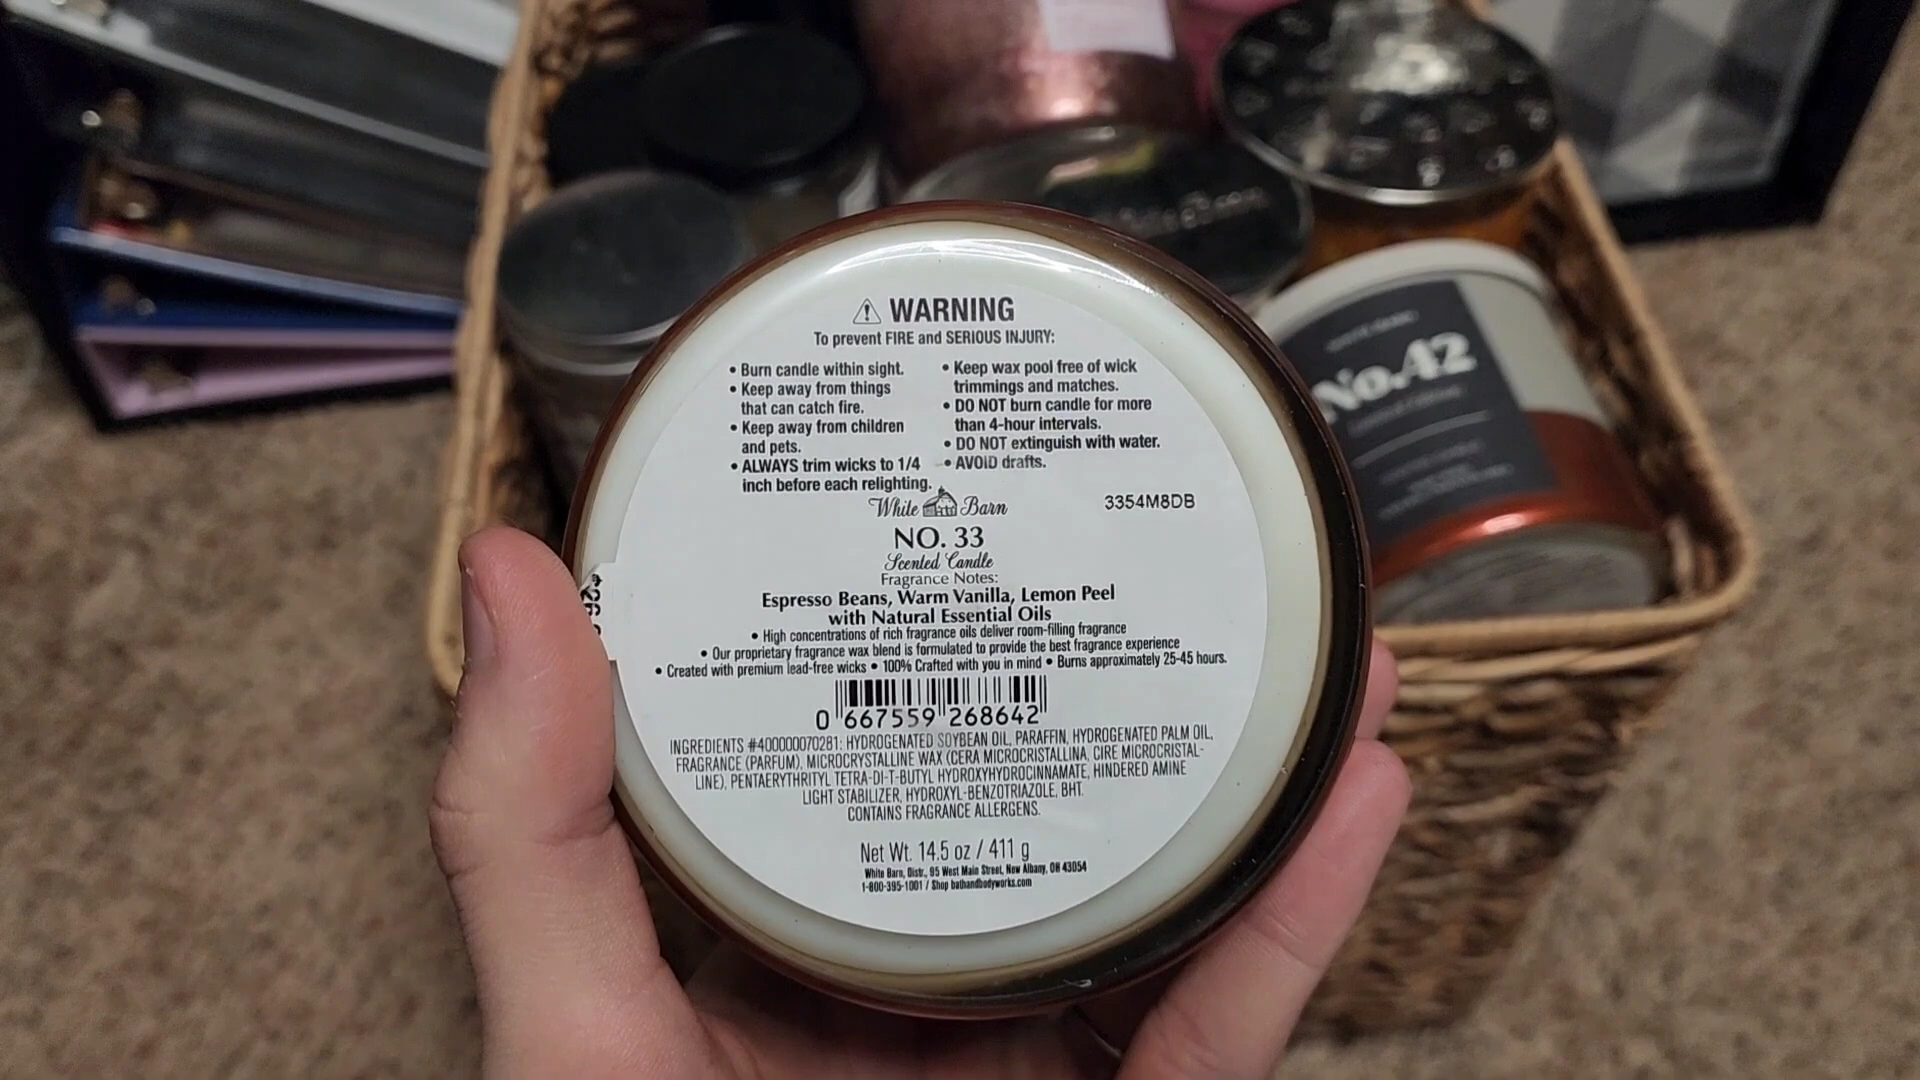 ⚠ WARNING
To prevent FIRE and SERIOUS INJURY:
• Burn candle within sight.
• Keep away from things
that can catch fire.
• Keep away from children
and pets.
• ALWAYS trim wicks to 1/4
inch before each relighting.
• Keep wax pool free of wick
trimmings and matches.
• DO NOT burn candle for more
than 4-hour intervals.
• DO NOT extinguish with water.
• AVOID drafts.
White Barn
3354M8DB
NO. 33
Scented Candle
Fragrance Notes:
Espresso Beans, Warm Vanilla, Lemon Peel
with Natural Essential Oils
• High concentrations of rich fragrance oils deliver room-filling fragrance
• Our proprietary fragrance wax blend is formulated to provide the best fragrance experience
• Created with premium lead-free wicks • 100% Crafted with you in mind • Burns approximately 25-45 hours.
0 667559 268642
INGREDIENTS #400000070281: HYDROGENATED SOYBEAN OIL, PARAFFIN, HYDROGENATED PALM OIL,
FRAGRANCE (PARFUM), MICROCRYSTALLINE WAX (CERA MICROCRISTALLINA, CIRE MICROCRISTAL-
LINE), PENTAERYTHRITYL TETRA-DI-T-BUTYL HYDROXYHYDROCINNAMATE, HINDERED AMINE
LIGHT STABILIZER, HYDROXYL-BENZOTRIAZOLE, BHT.
CONTAINS FRAGRANCE ALLERGENS.
Net Wt. 14.5 oz / 411 g
White Barn, Distr., 95 West Main Street, New Albany, OH 43054
1-800-395-1001 / Shop bathandbodyworks.com
No.42